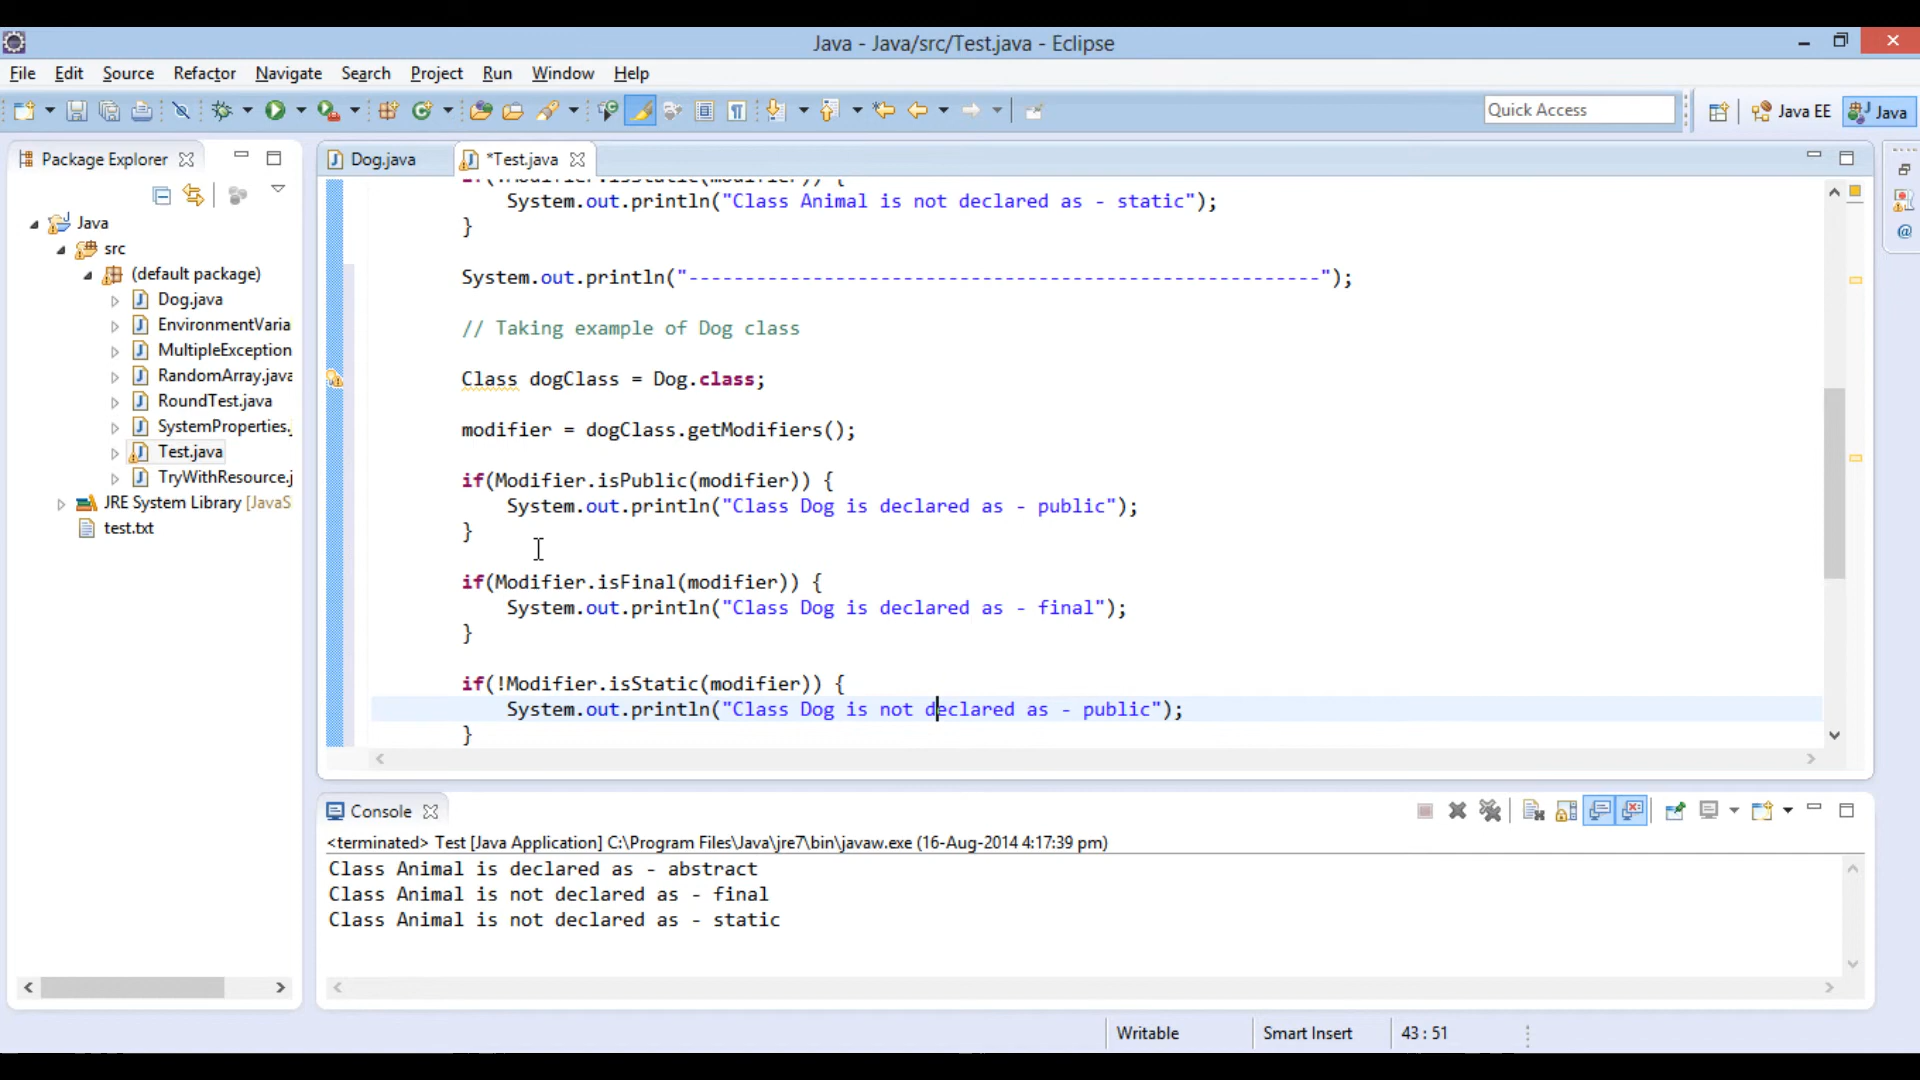 Java - Java/src/Test.java - Eclipse
File Edit Source Refactor Navigate Search Project Run Window Help
Quick Access
Java EE
Java
Package Explorer
Dog.java
*Test.java
Java
src
(default package)
Dog.java
EnvironmentVaria
MultipleException
RandomArray.java
RoundTest.java
SystemProperties.
Test.java
TryWithResource.j
JRE System Library [JavaS
test.txt
System.out.println("Class Animal is not declared as - static");
}
System.out.println("--------------------------------------------------------");
// Taking example of Dog class
Class dogClass = Dog.class;
modifier = dogClass.getModifiers();
if(Modifier.isPublic(modifier)) {
System.out.println("Class Dog is declared as - public");
}
if(Modifier.isFinal(modifier)) {
System.out.println("Class Dog is declared as - final");
}
if(!Modifier.isStatic(modifier)) {
System.out.println("Class Dog is not declared as - public");
}
Console
<terminated> Test [Java Application] C:\Program Files\Java\jre7\bin\javaw.exe (16-Aug-2014 4:17:39 pm)
Class Animal is declared as - abstract
Class Animal is not declared as - final
Class Animal is not declared as - static
Writable
Smart Insert
43 : 51